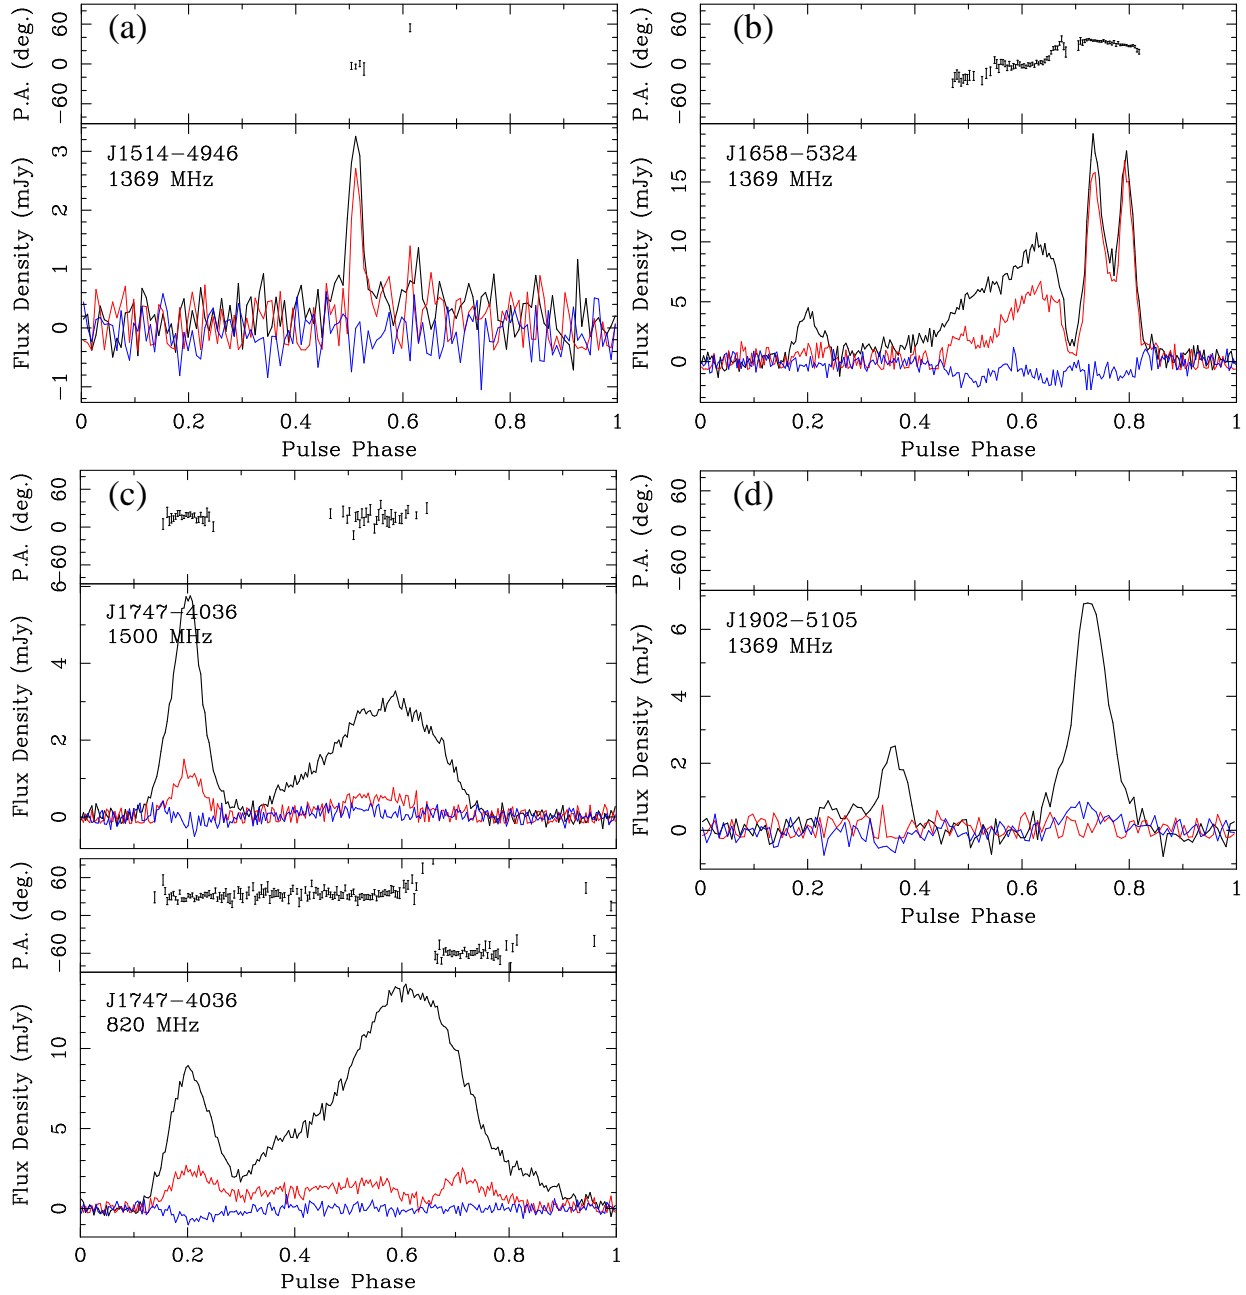 (a)
P.A. (deg.)
60
0
−60
J1514−4946
1369 MHz
Flux Density (mJy)
3
2
1
0
−1
0 0.2 0.4 0.6 0.8 1
Pulse Phase
(b)
P.A. (deg.)
60
0
−60
J1658−5324
1369 MHz
Flux Density (mJy)
15
10
5
0
0 0.2 0.4 0.6 0.8 1
Pulse Phase
(c)
P.A. (deg.)
60
0
−60
J1747−4036
1500 MHz
Flux Density (mJy)
6
4
2
0
P.A. (deg.)
60
0
−60
J1747−4036
820 MHz
Flux Density (mJy)
10
5
0
0 0.2 0.4 0.6 0.8 1
Pulse Phase
(d)
P.A. (deg.)
60
0
−60
J1902−5105
1369 MHz
Flux Density (mJy)
6
4
2
0
0 0.2 0.4 0.6 0.8 1
Pulse Phase